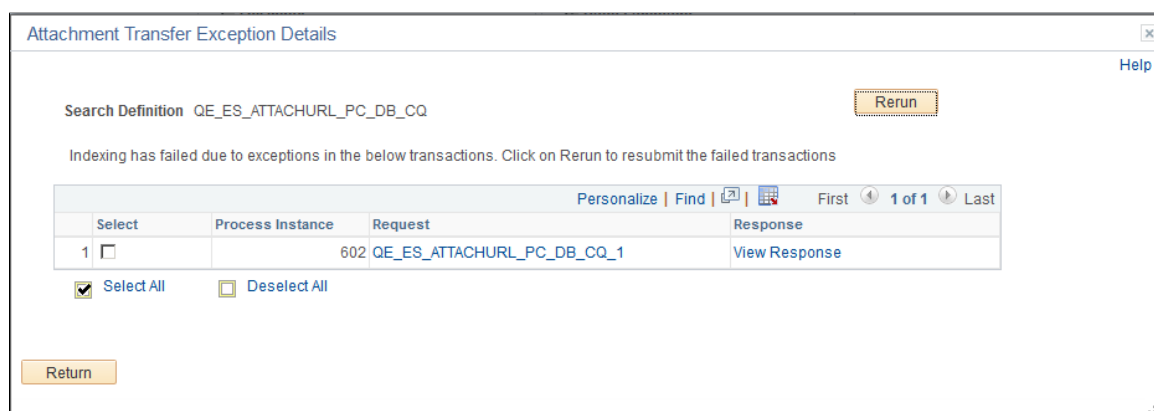 Attachment Transfer Exception Details
Help
Search Definition QE_ES_ATTACHURL_PC_DB_CQ
Rerun
Indexing has failed due to exceptions in the below transactions. Click on Rerun to resubmit the failed transactions
Personalize | Find | | First 1 of 1 Last
Select Process Instance Request Response
1 602 QE_ES_ATTACHURL_PC_DB_CQ_1 View Response
Select All Deselect All
Return